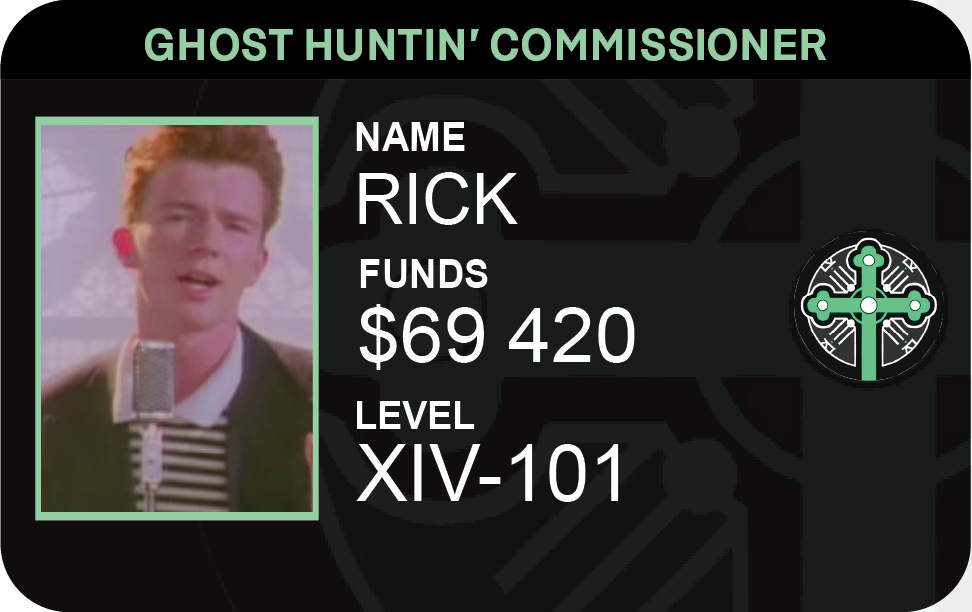 GHOST HUNTIN' COMMISSIONER
NAME
RICK
FUNDS
$69 420
LEVEL
XIV-101